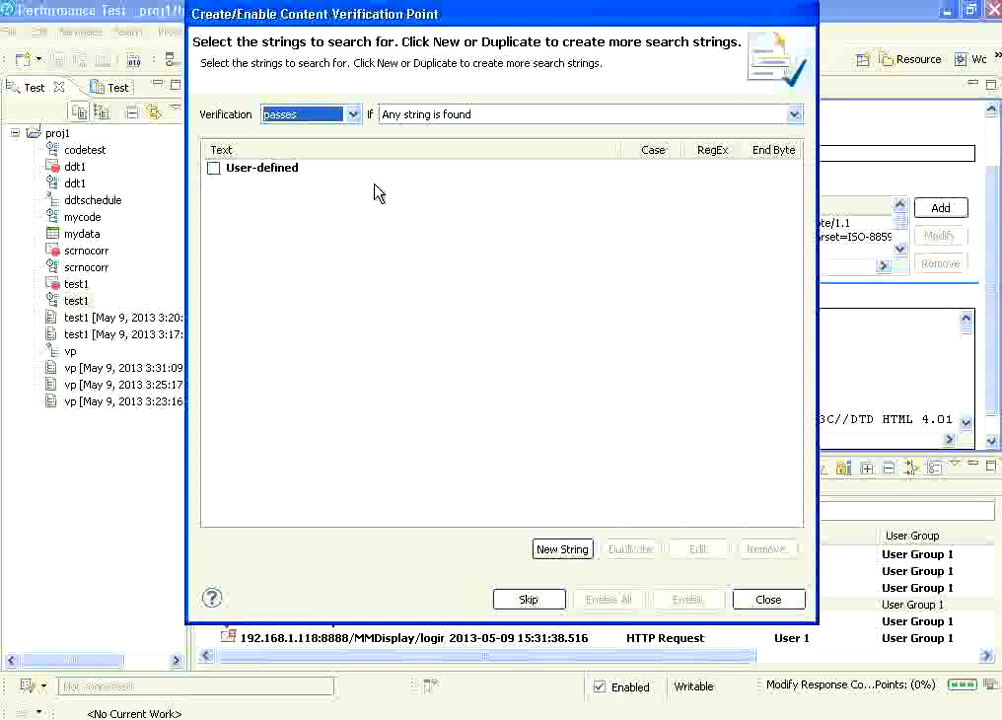 Performance Test _proj1/
Create/Enable Content Verification Point
Select the strings to search for. Click New or Duplicate to create more search strings.
Select the strings to search for. Click New or Duplicate to create more search strings.
Test
Test
Resource
Wc
Verification passes If Any string is found
Text Case RegEx End Byte
User-defined
proj1
codetest
ddt1
ddt1
ddtschedule
mycode
mydata
scrnocorr
scrnocorr
test1
test1
test1 [May 9, 2013 3:20:
test1 [May 9, 2013 3:17:
vp
vp [May 9, 2013 3:31:09
vp [May 9, 2013 3:25:17
vp [May 9, 2013 3:23:16
Add
Modify
Remove
rset=ISO-8859
3C//DTD HTML 4.01
New String Duplicate Edit Remove
Skip Enable All Enable Close
User Group
User Group 1
User Group 1
User Group 1
User Group 1
User Group 1
User Group 1
192.168.1.118:8888/MMDisplay/login 2013-05-09 15:31:38.516 HTTP Request User 1
Not connected
Enabled Writable Modify Response Co...Points: (0%)
<No Current Work>